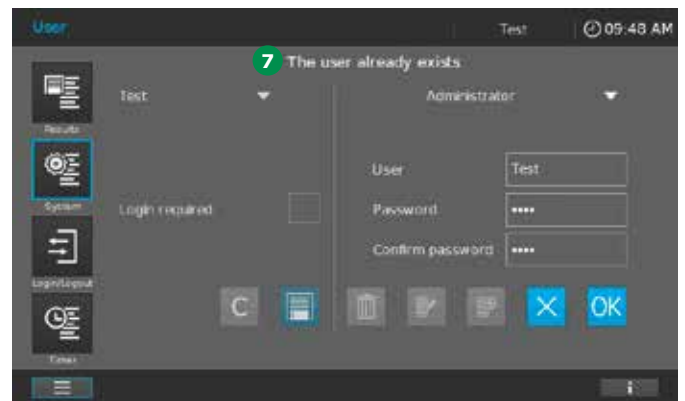 User
Test
09:48 AM
7 The user already exists
Test
Administrator
Results
User
Test
System
Login required
Password
••••
Confirm password
••••
Login/Logout
C
OK
Timer
i